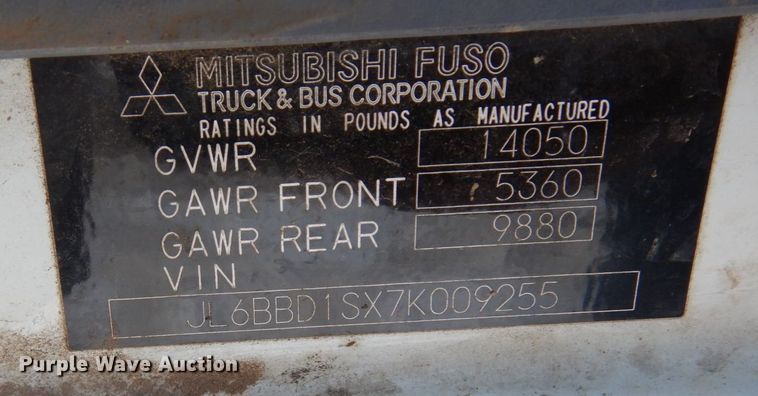 MITSUBISHI FUSO
TRUCK & BUS CORPORATION
RATINGS IN POUNDS AS MANUFACTURED
GVWR 14050
GAWR FRONT 5360
GAWR REAR 9880
VIN
JL6BBD1SX7K009255
Purple Wave Auction